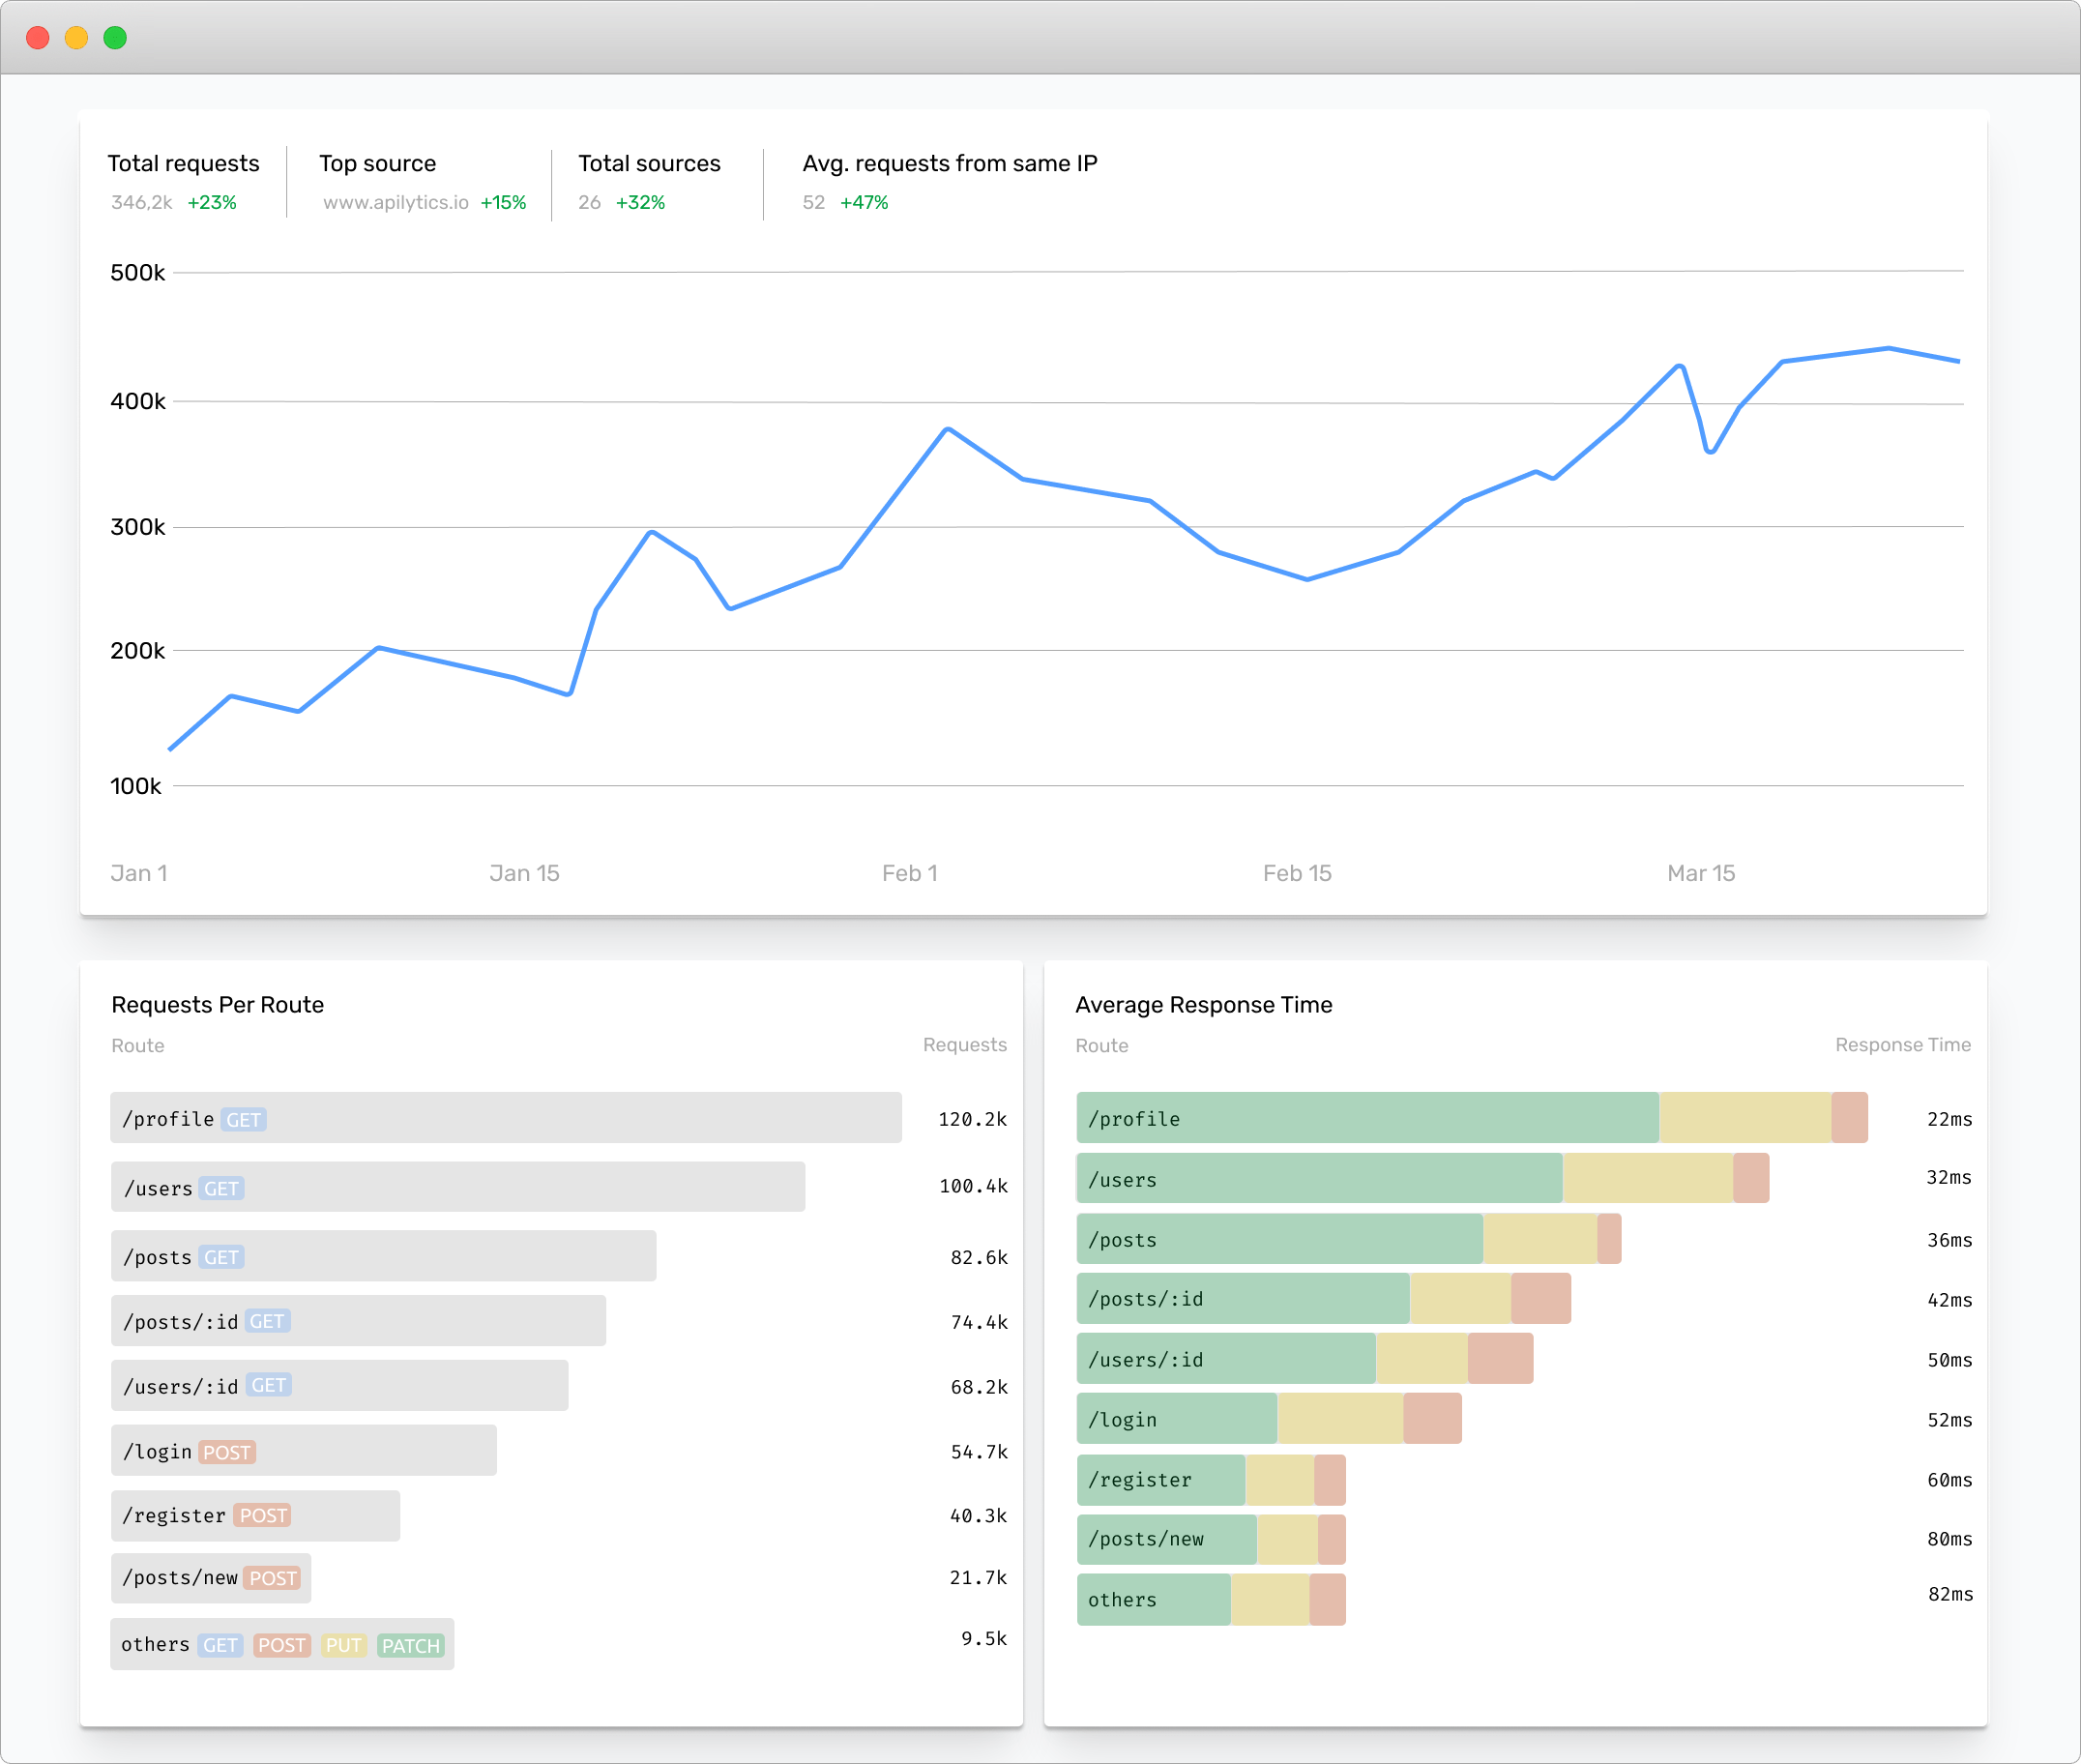 Total requests
346,2k +23%
Top source
www.apilytics.io +15%
Total sources
26 +32%
Avg. requests from same IP
52 +47%
500k
400k
300k
200k
100k
Jan 1 Jan 15 Feb 1 Feb 15 Mar 15
Requests Per Route
Route Requests
/profile GET 120.2k
/users GET 100.4k
/posts GET 82.6k
/posts/:id GET 74.4k
/users/:id GET 68.2k
/login POST 54.7k
/register POST 40.3k
/posts/new POST 21.7k
others GET POST PUT PATCH 9.5k
Average Response Time
Route Response Time
/profile 22ms
/users 32ms
/posts 36ms
/posts/:id 42ms
/users/:id 50ms
/login 52ms
/register 60ms
/posts/new 80ms
others 82ms